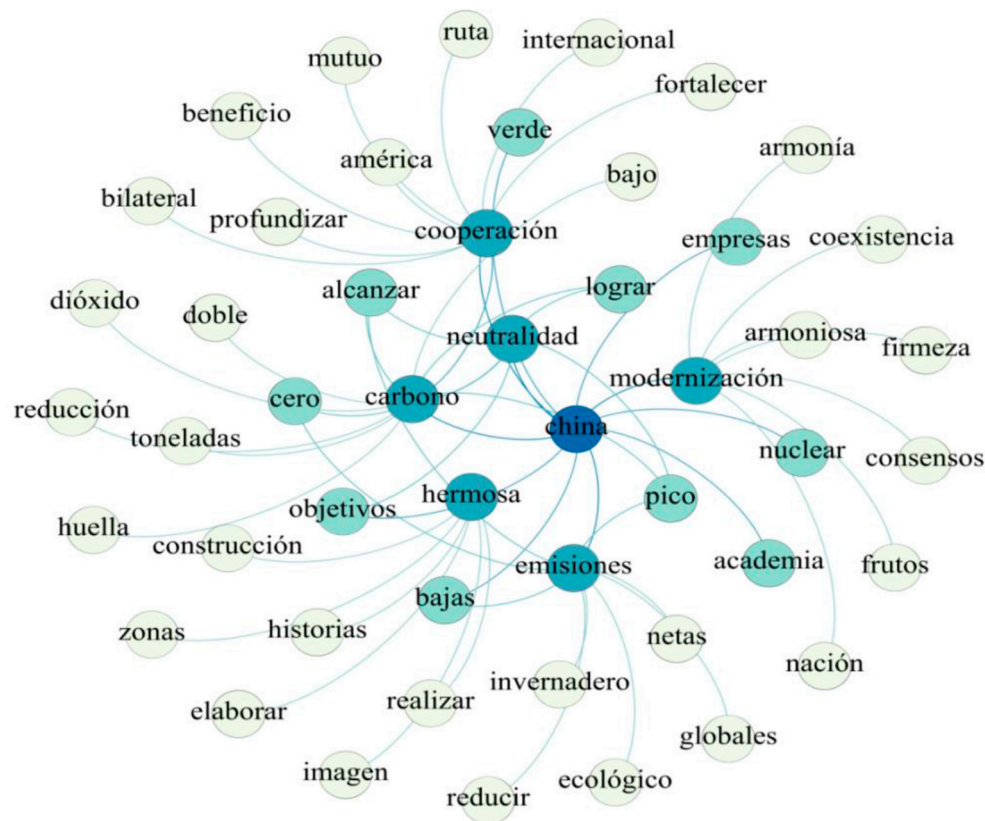 ruta
internacional
mutuo
fortalecer
beneficio
verde
armonía
américa
bajo
bilateral
profundizar
cooperación
empresas
coexistencia
alcanzar
lograr
dióxido
doble
neutralidad
armoniosa
firmeza
modernización
cero
carbono
reducción
toneladas
china
nuclear
consensos
hermosa
pico
objetivos
huella
construcción
emisiones
academia
frutos
bajas
zonas
historias
netas
nación
invernadero
realizar
elaborar
globales
imagen
ecológico
reducir